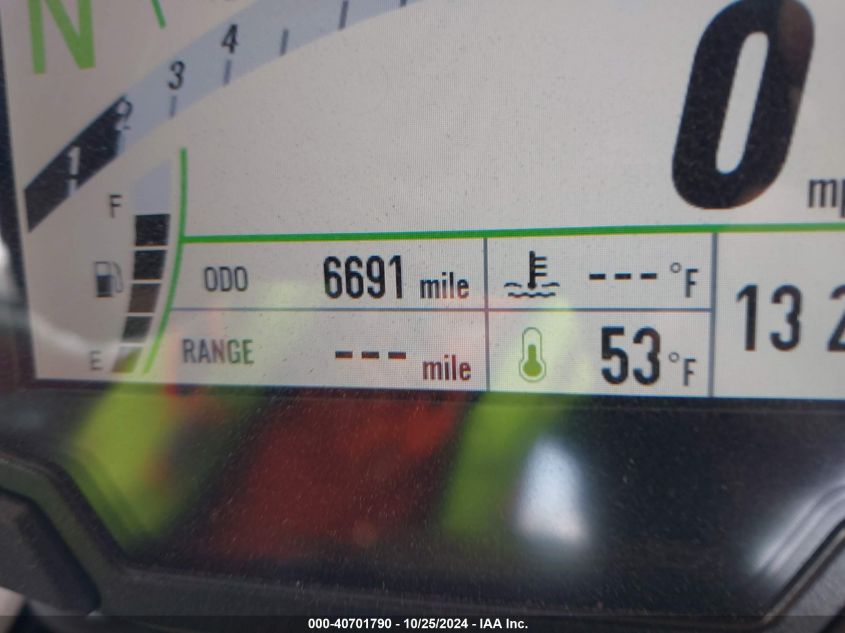 N
4
3
2
1
0
F
ODO 6691 mile --- °F
E RANGE --- mile 53 °F
13
000-40701790 - 10/25/2024 - IAA Inc.